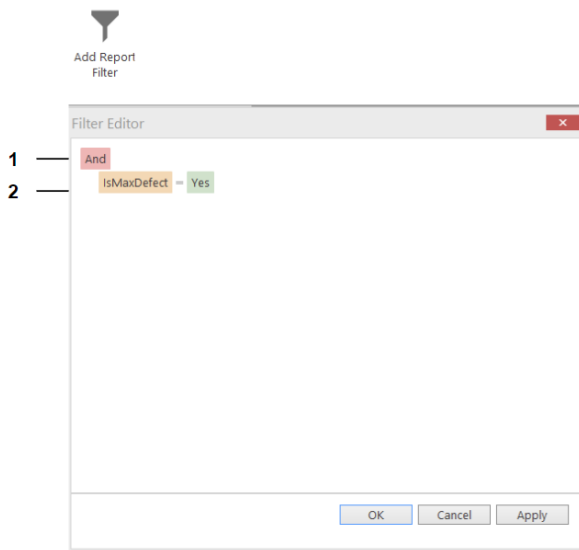 Add Report
Filter
Filter Editor
1 And
2 IsMaxDefect = Yes
OK Cancel Apply